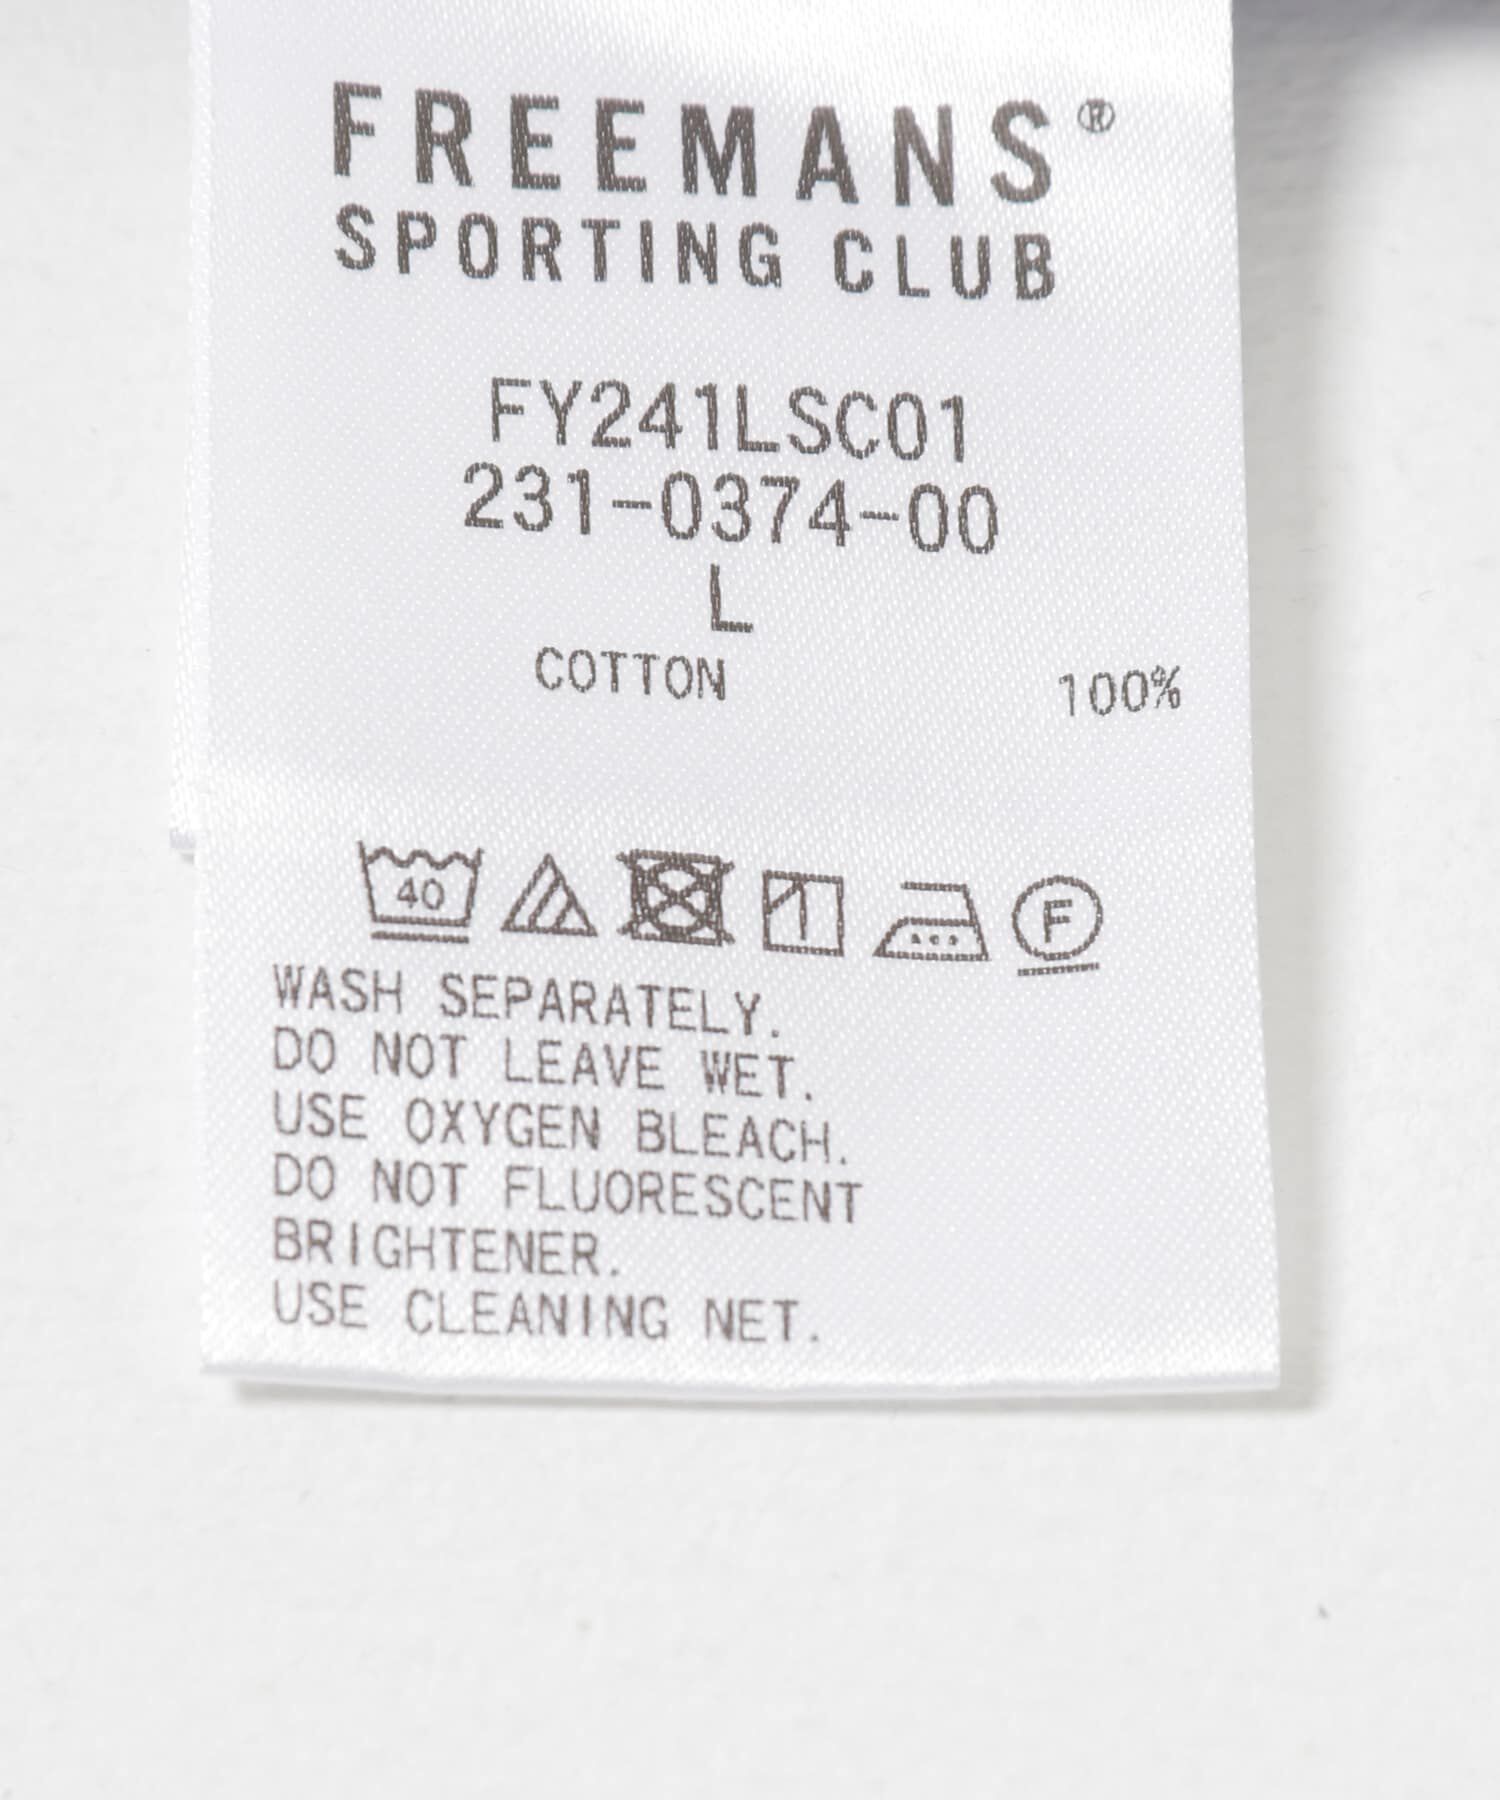 FREEMANS®
SPORTING CLUB
FY241LSC01
231-0374-00
L
COTTON 100%
40 F
WASH SEPARATELY.
DO NOT LEAVE WET.
USE OXYGEN BLEACH.
DO NOT FLUORESCENT
BRIGHTENER.
USE CLEANING NET.